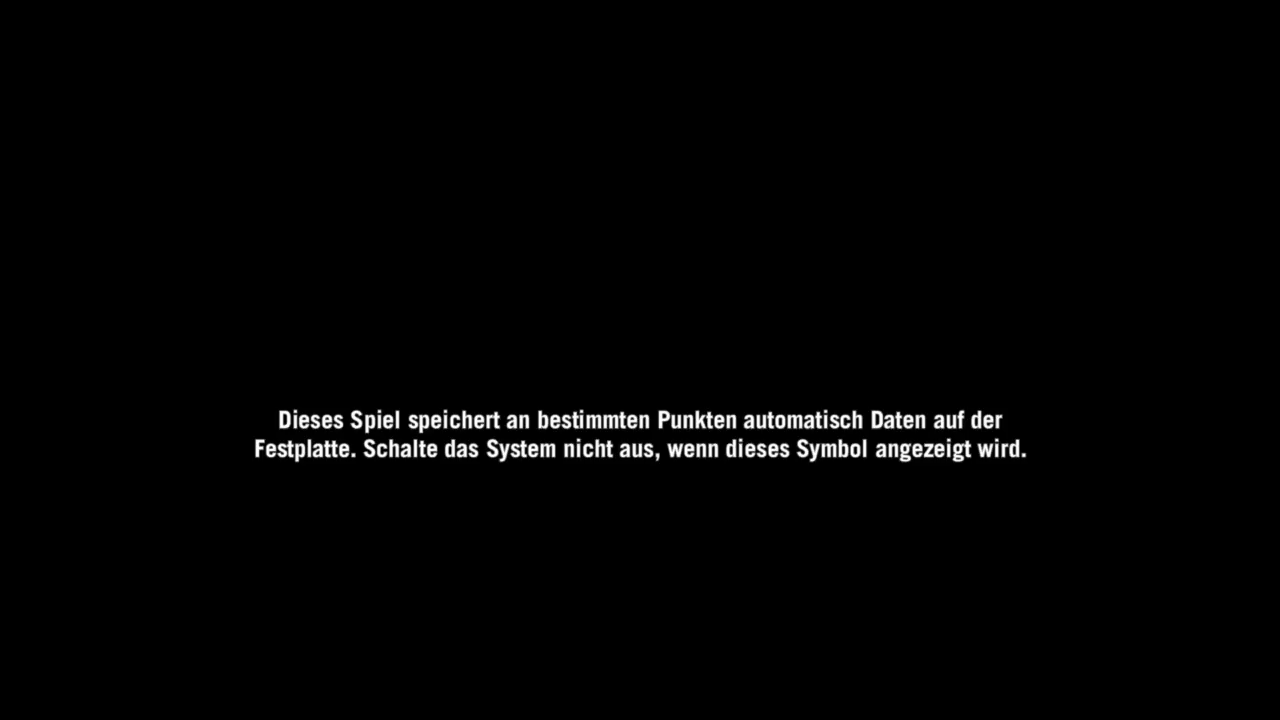 Dieses Spiel speichert an bestimmten Punkten automatisch Daten auf der
Festplatte. Schalte das System nicht aus, wenn dieses Symbol angezeigt wird.